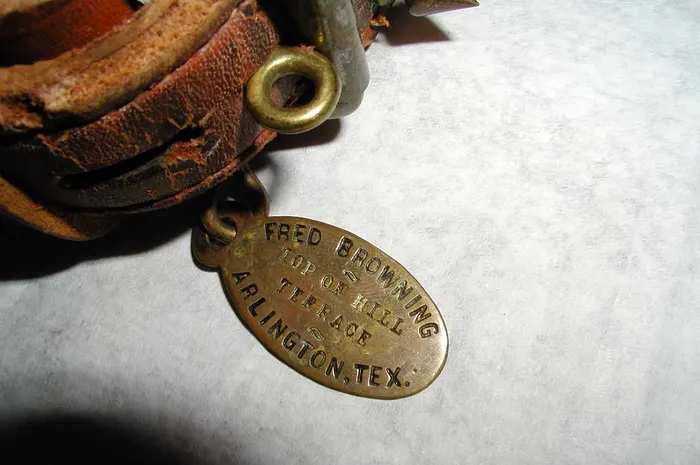 FRED BROWNING
TOP OF HILL
TERRACE
ARLINGTON, TEX.